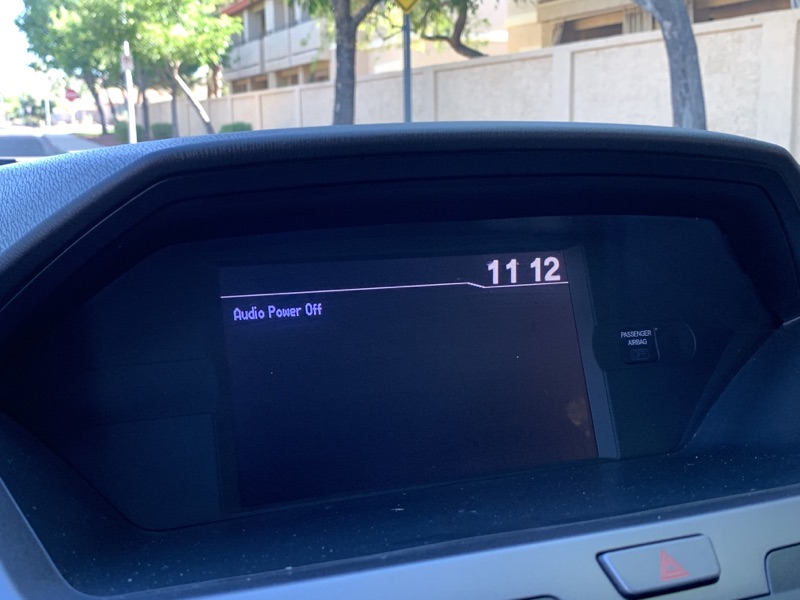 11 12
Audio Power Off
PASSENGER
AIRBAG